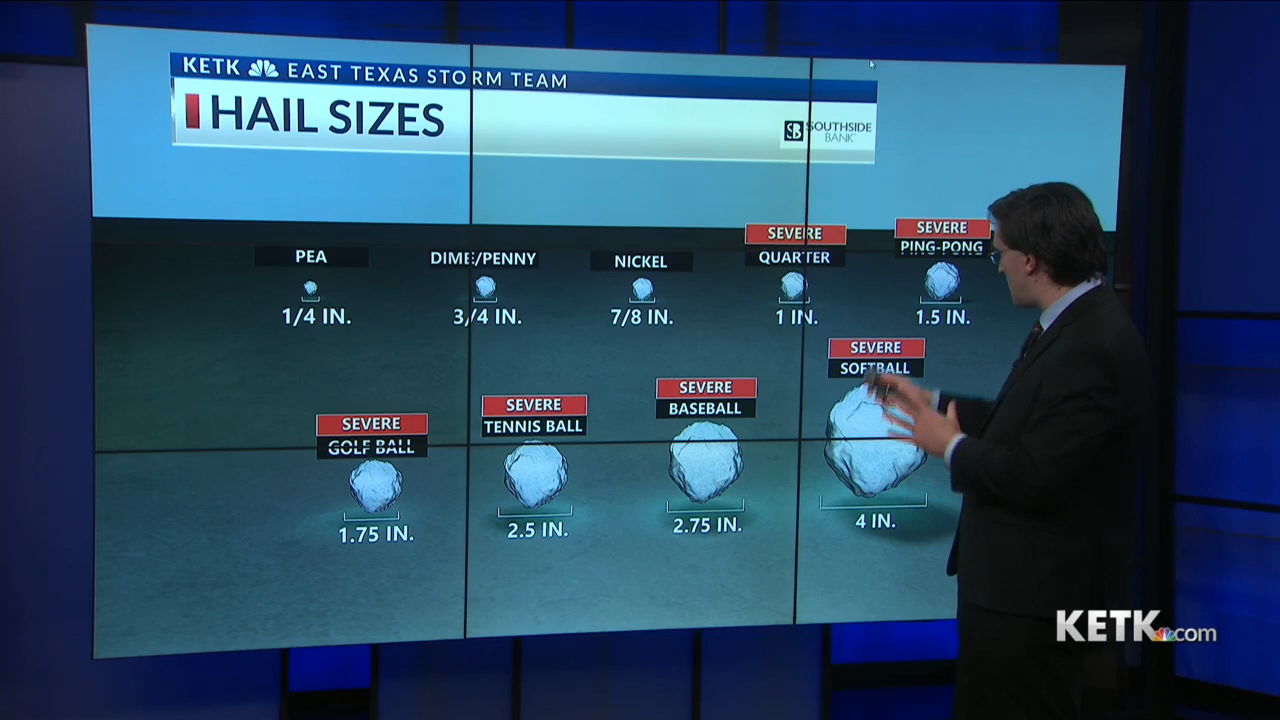 KETK EAST TEXAS STORM TEAM
HAIL SIZES
SB SOUTHSIDE
BANK
PEA
1/4 IN.
DIME/PENNY
3/4 IN.
NICKEL
7/8 IN.
SEVERE
QUARTER
1 IN.
SEVERE
PING-PONG
1.5 IN.
SEVERE
GOLF BALL
1.75 IN.
SEVERE
TENNIS BALL
2.5 IN.
SEVERE
BASEBALL
2.75 IN.
SEVERE
SOFTBALL
4 IN.
KETK.com